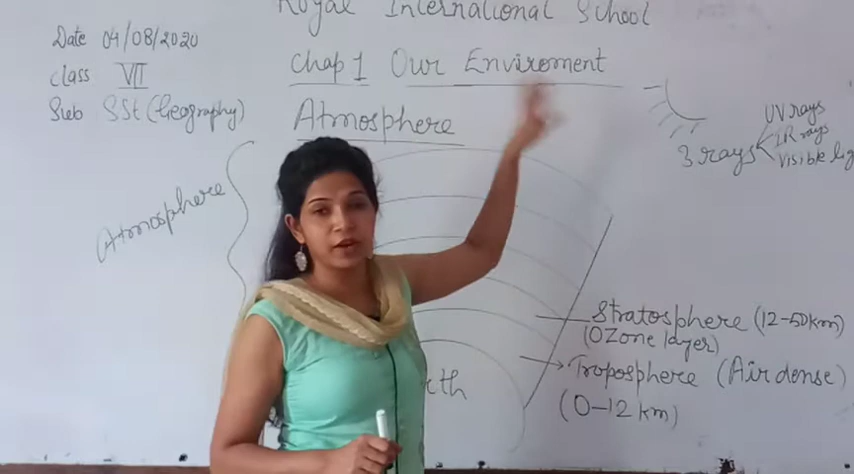 Royal International School
Date 04/08/2020
Class VII
Chap 1 Our Enviroment
Sub SSt (Geography)
Atmosphere
UV rays
3 rays
IR rays
visible
Atmosphere
Stratosphere (12-50km)
(OZone layer)
Troposphere (Air dense)
(0-12 km)